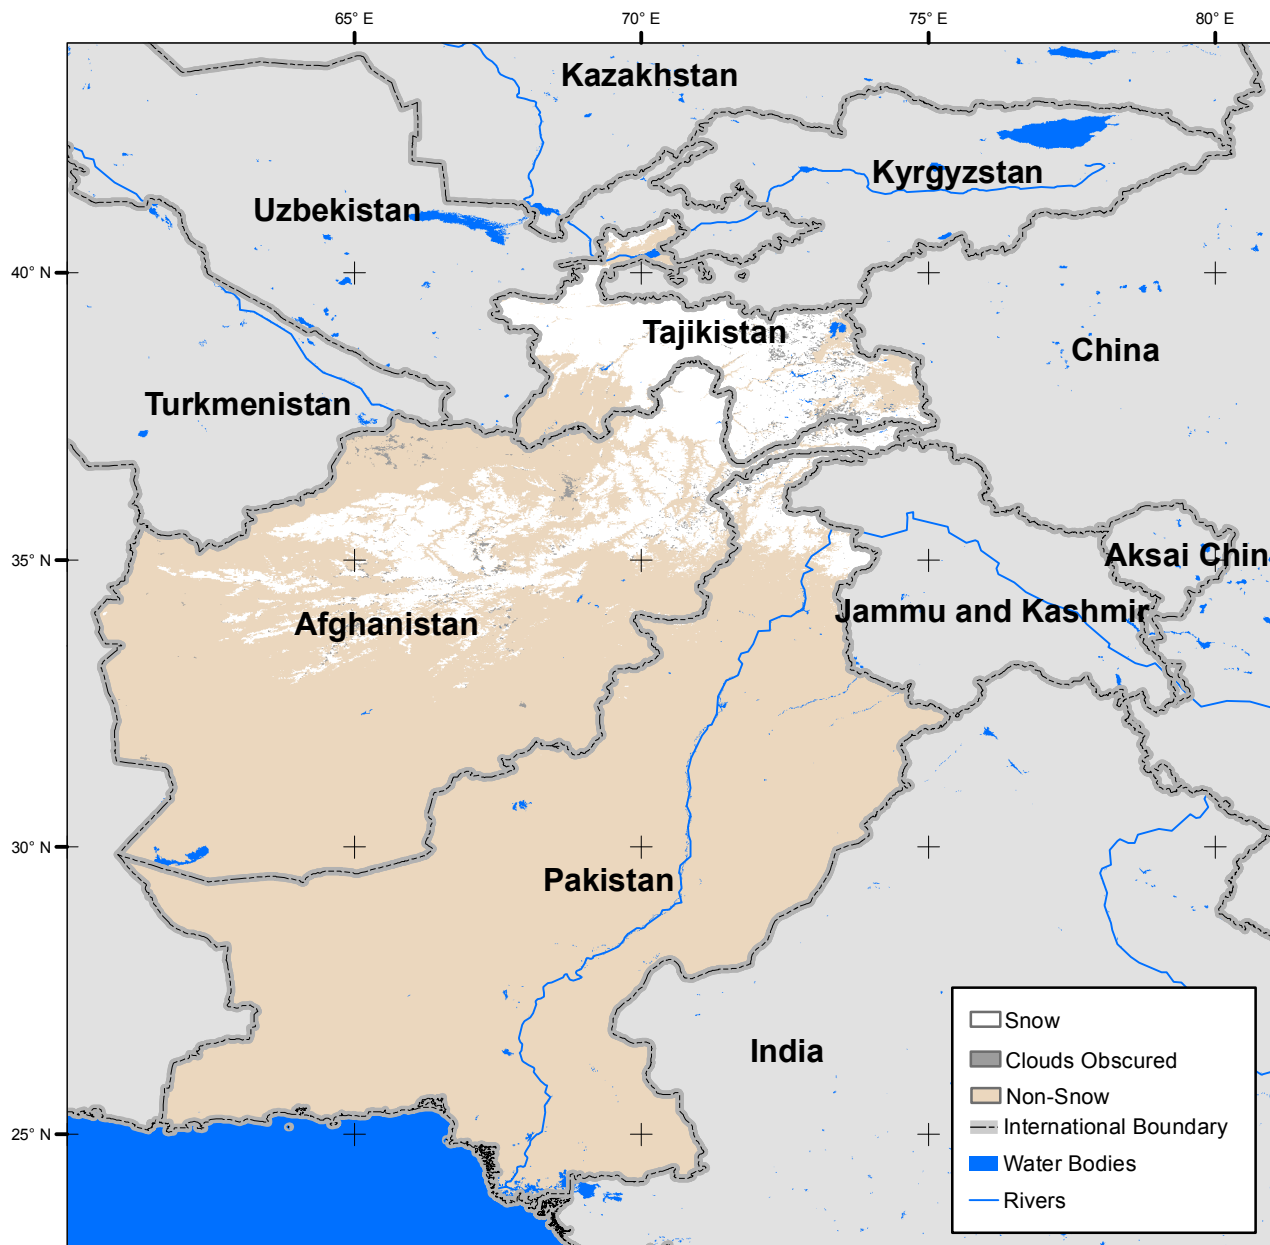 65° E
70° E
75° E
80° E
Kazakhstan
Kyrgyzstan
Uzbekistan
40° N
Tajikistan
China
Turkmenistan
35° N
Aksai Chin
Jammu and Kashmir
Afghanistan
30° N
Pakistan
India
25° N
Snow
Clouds Obscured
Non-Snow
International Boundary
Water Bodies
Rivers